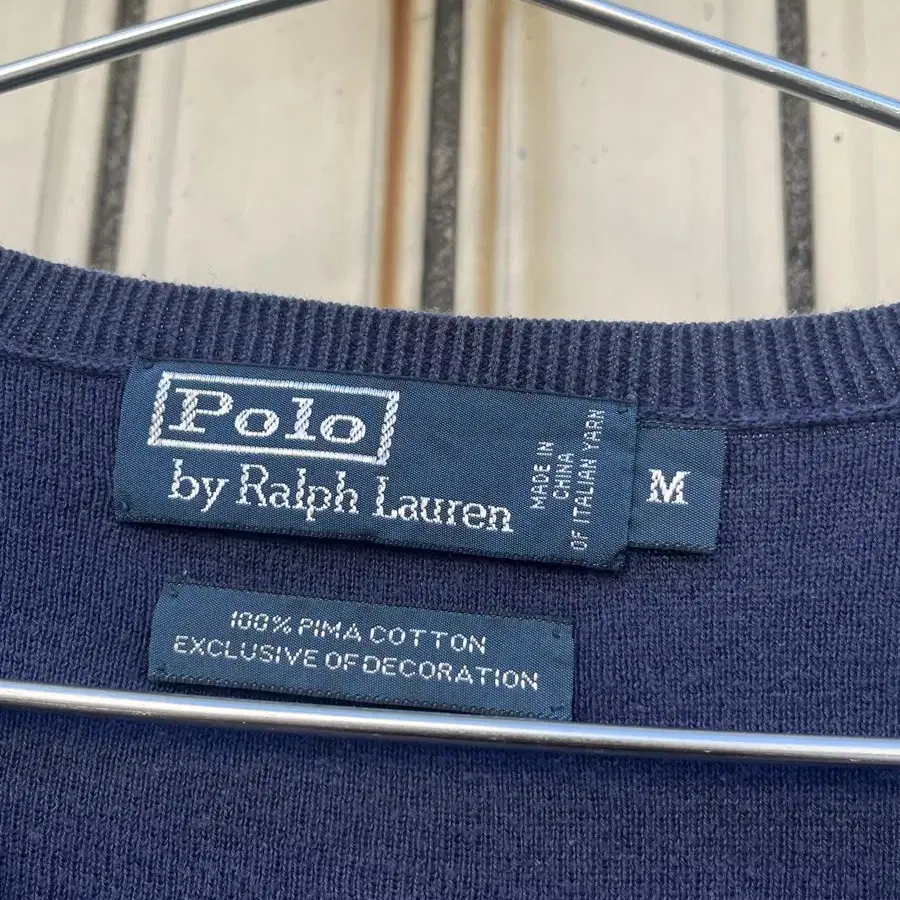 Polo
by Ralph Lauren
MADE IN
CHINA
OF ITALIAN YARN
M
100% PIMA COTTON
EXCLUSIVE OF DECORATION